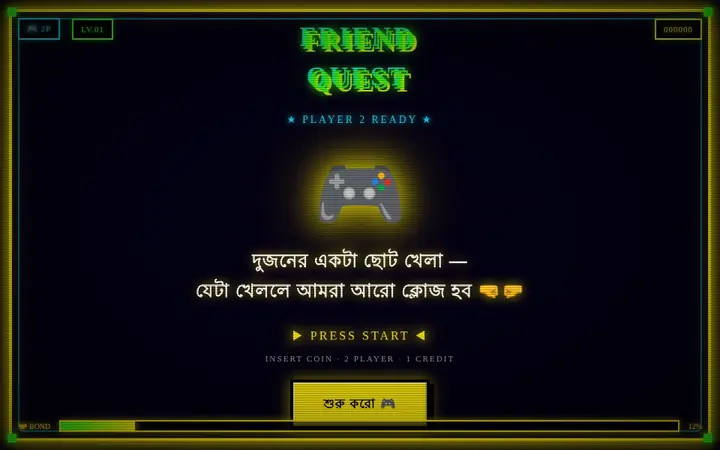 🎮 2P
LV.01
000000
FRIEND
QUEST
★ PLAYER 2 READY ★
দুজনের একটা ছোট খেলা —
যেটা খেললে আমরা আরো ক্লোজ হব 🤜🤛
▶ PRESS START ◀
INSERT COIN · 2 PLAYER · 1 CREDIT
শুরু করো 🎮
BOND
12%